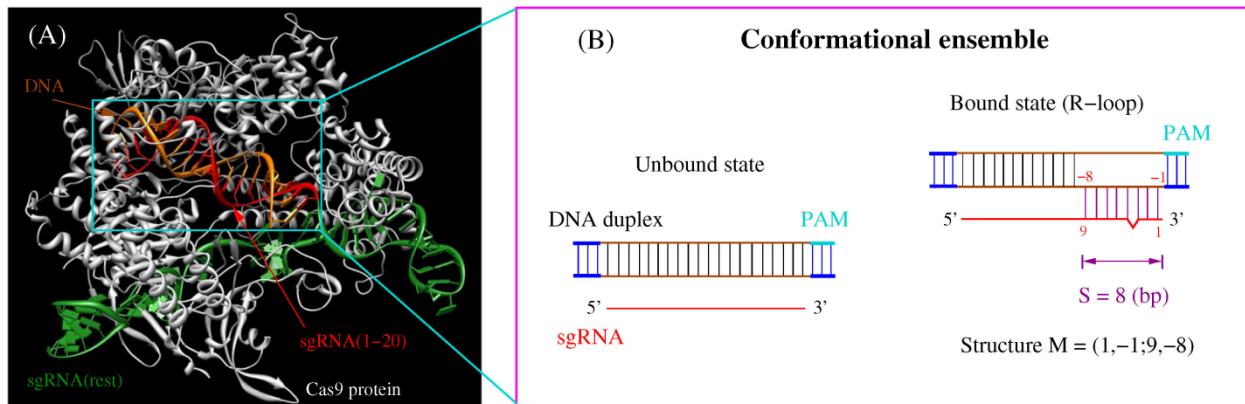 (A)
DNA
sgRNA(1−20)
sgRNA(rest)
Cas9 protein
(B)
Conformational ensemble
Unbound state
DNA duplex
PAM
5’
3’
sgRNA
Bound state (R−loop)
PAM
−8
−1
5’
3’
9
1
S = 8 (bp)
Structure M = (1,−1;9,−8)